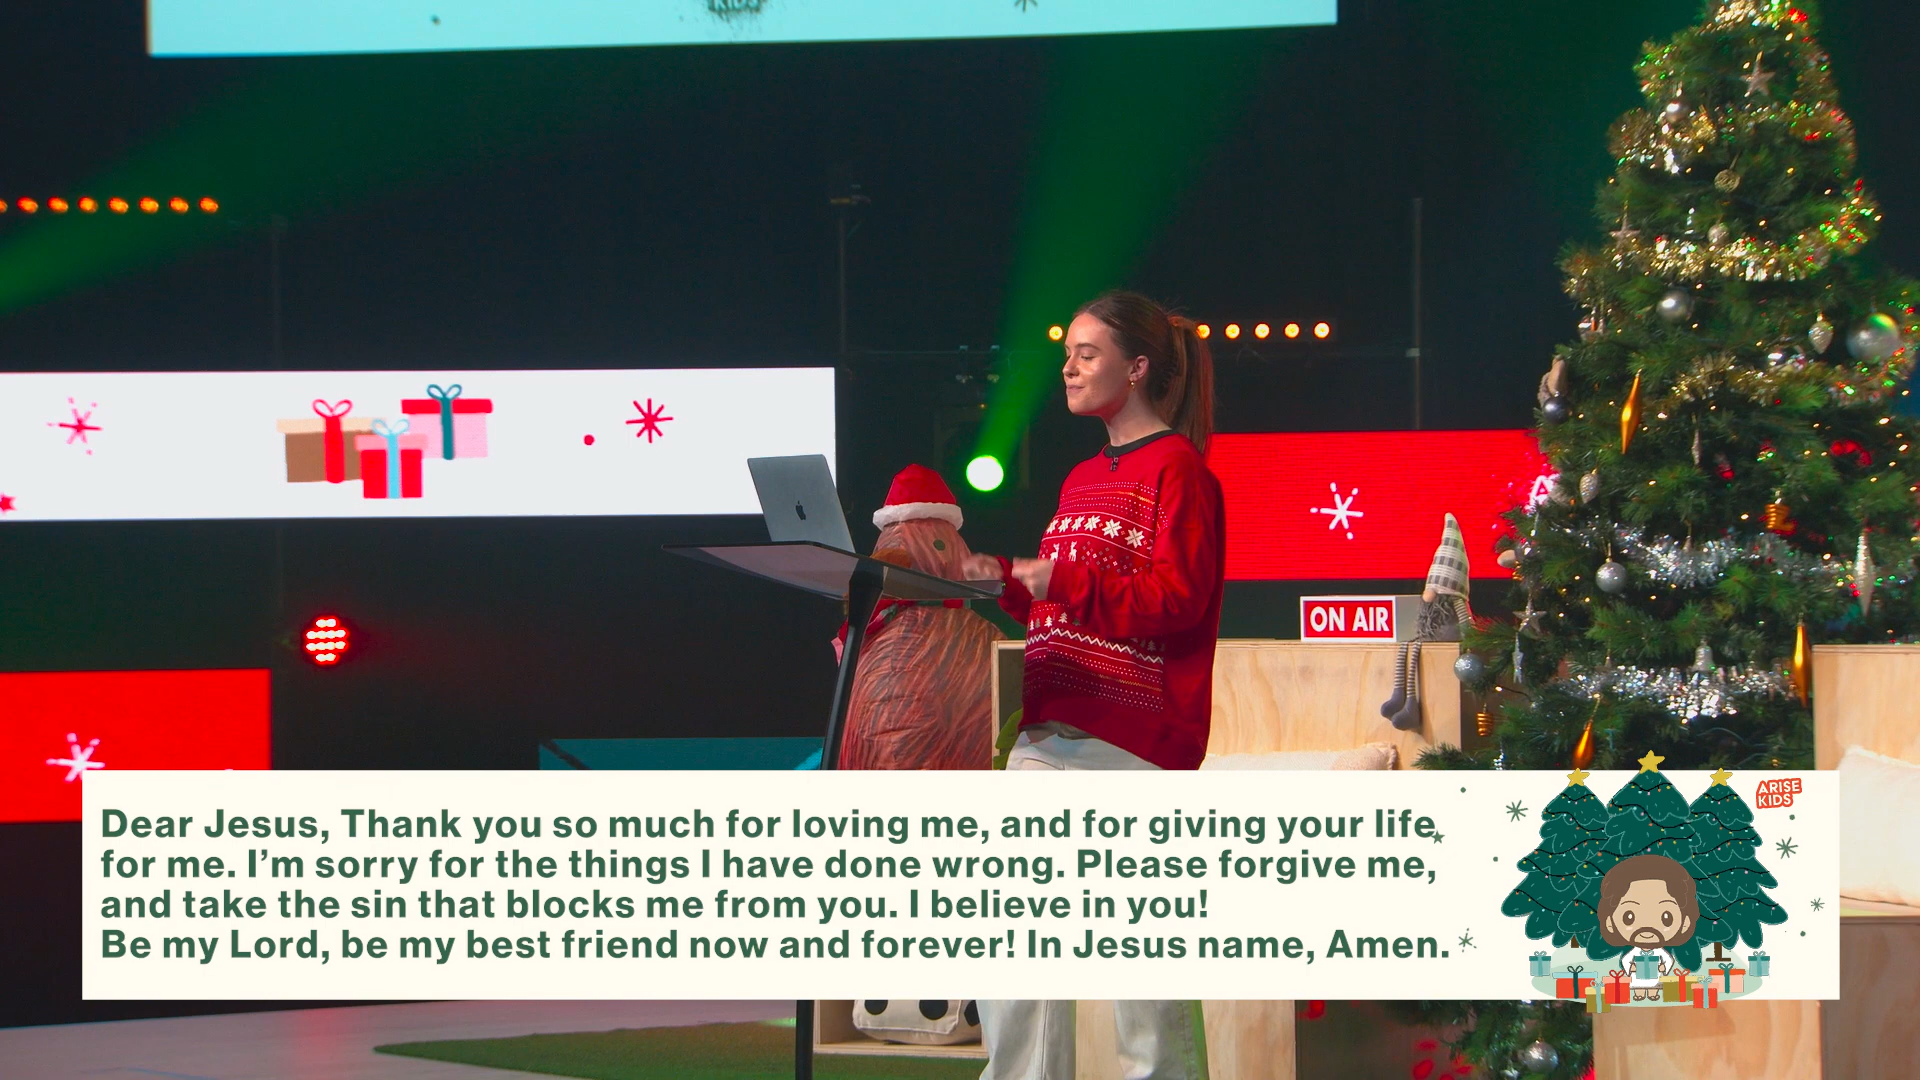 KIDS
ON AIR
ARISE
KIDS
Dear Jesus, Thank you so much for loving me, and for giving your life
for me. I’m sorry for the things I have done wrong. Please forgive me,
and take the sin that blocks me from you. I believe in you!
Be my Lord, be my best friend now and forever! In Jesus name, Amen.